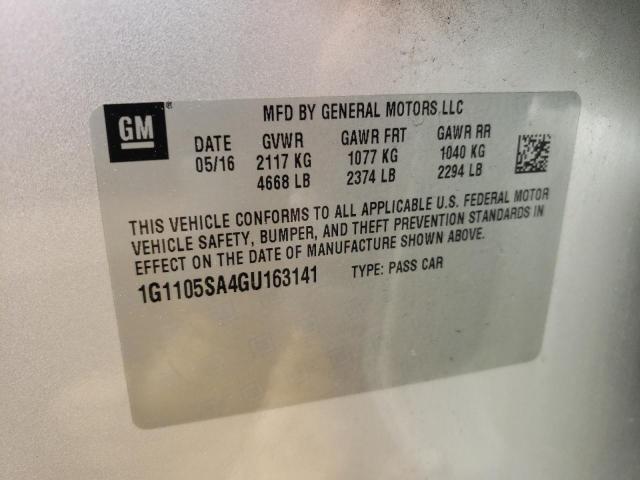 GM®
MFD BY GENERAL MOTORS LLC
DATE GVWR GAWR FRT GAWR RR
05/16 2117 KG 1077 KG 1040 KG
4668 LB 2374 LB 2294 LB
THIS VEHICLE CONFORMS TO ALL APPLICABLE U.S. FEDERAL MOTOR
VEHICLE SAFETY, BUMPER, AND THEFT PREVENTION STANDARDS IN
EFFECT ON THE DATE OF MANUFACTURE SHOWN ABOVE.
1G1105SA4GU163141 TYPE: PASS CAR